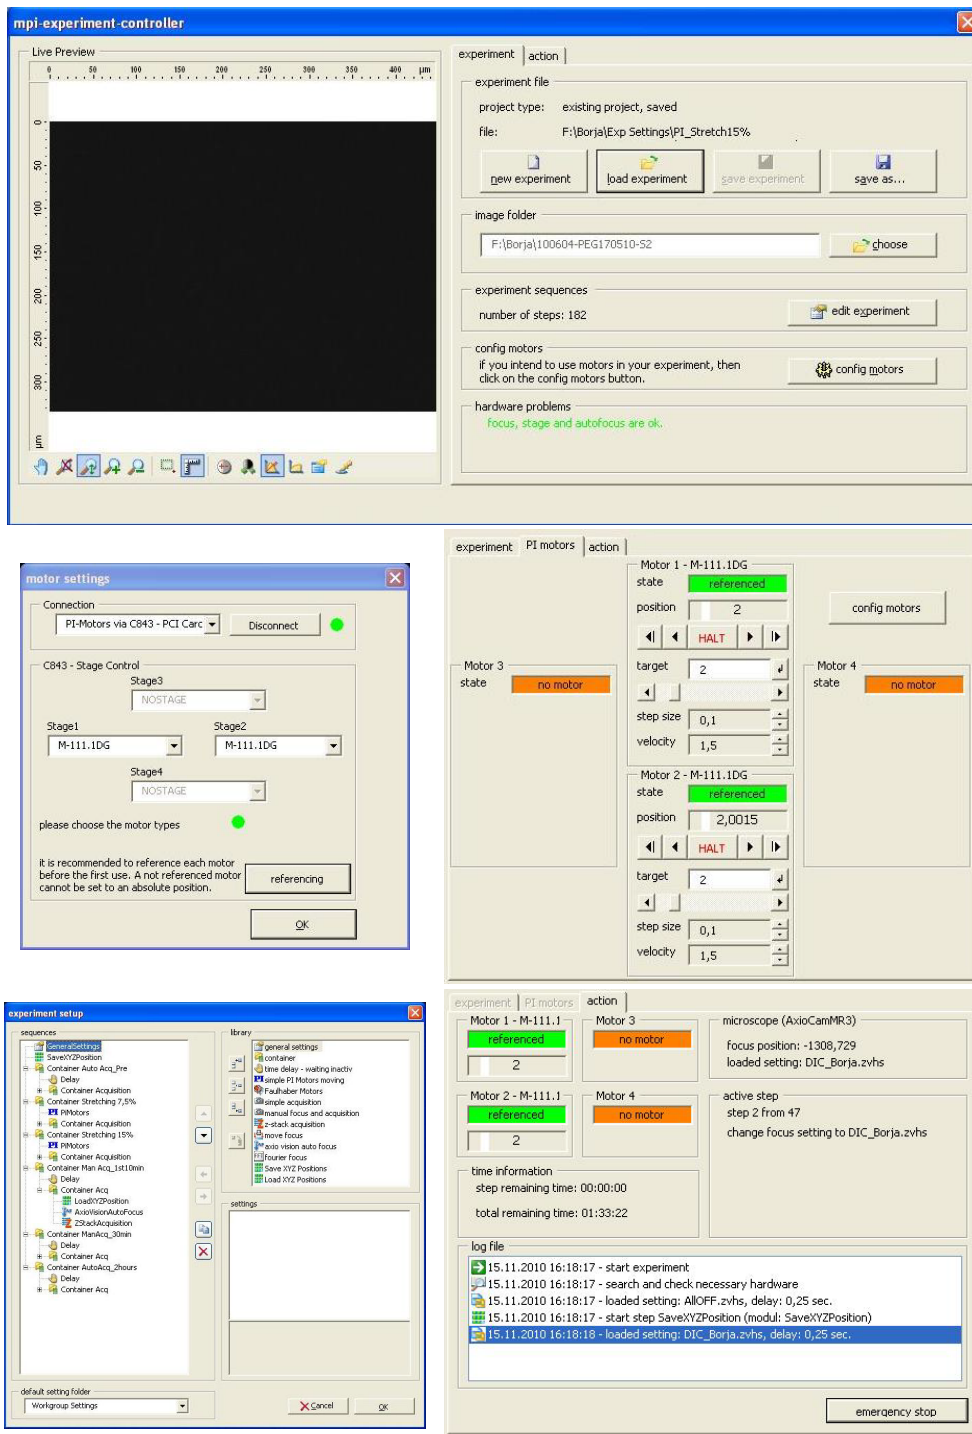 mpi-experiment-controller
Live Preview
0 50 100 150 200 250 300 350 400 µm
0
50
100
150
200
250
300
µm
experiment action
experiment file
project type: existing project, saved
file: F:\Borja\Exp Settings\PI_Stretch15%
new experiment load experiment save experiment save as...
image folder
F:\Borja\100604-PEG170510-S2 choose
experiment sequences
number of steps: 182 edit experiment
config motors
if you intend to use motors in your experiment, then
click on the config motors button.
config motors
hardware problems
focus, stage and autofocus are ok.
motor settings
Connection
PI-Motors via C843 - PCI Carc Disconnect
C843 - Stage Control
Stage3
NOSTAGE
Stage1 Stage2
M-111.1DG M-111.1DG
Stage4
NOSTAGE
please choose the motor types
it is recommended to reference each motor
before the first use. A not referenced motor
cannot be set to an absolute position.
referencing
OK
experiment PI motors action
Motor 1 - M-111.1DG
state referenced
position 2
HALT
target 2
step size 0,1
velocity 1,5
config motors
Motor 3
state no motor
Motor 4
state no motor
Motor 2 - M-111.1DG
state referenced
position 2,0015
HALT
target 2
step size 0,1
velocity 1,5
experiment setup
sequences
GeneralSettings
SaveXYZPosition
Container Auto Acq_Pre
Delay
Container Acquisition
Container Stretching 7,5%
PI PIMotors
Container Acquisition
Container Stretching 15%
PI PIMotors
Container Acquisition
Container Man Acq_1st10min
Delay
Container Acq
LoadXYZPosition
AxioVisionAutoFocus
ZStackAcquisition
Container ManAcq_30min
Delay
Container Acq
Container AutoAcq_2hours
Delay
Container Acq
library
general settings
container
time delay - waiting inactiv
PI simple PI Motors moving
Faulhaber Motors
simple acquisition
manual focus and acquisition
z-stack acquisition
move focus
axio vision auto focus
fourier focus
Save XYZ Positions
Load XYZ Positions
settings
default setting folder
Workgroup Settings
Cancel OK
experiment PI motors action
Motor 1 - M-111.1
referenced
2
Motor 3
no motor
microscope (AxioCamMR3)
focus position: -1308,729
loaded setting: DIC_Borja.zvhs
Motor 2 - M-111.1
referenced
2
Motor 4
no motor
active step
step 2 from 47
change focus setting to DIC_Borja.zvhs
time information
step remaining time: 00:00:00
total remaining time: 01:33:22
log file
15.11.2010 16:18:17 - start experiment
15.11.2010 16:18:17 - search and check necessary hardware
15.11.2010 16:18:17 - loaded setting: AllOFF.zvhs, delay: 0,25 sec.
15.11.2010 16:18:17 - start step SaveXYZPosition (modul: SaveXYZPosition)
15.11.2010 16:18:18 - loaded setting: DIC_Borja.zvhs, delay: 0,25 sec.
emergency stop